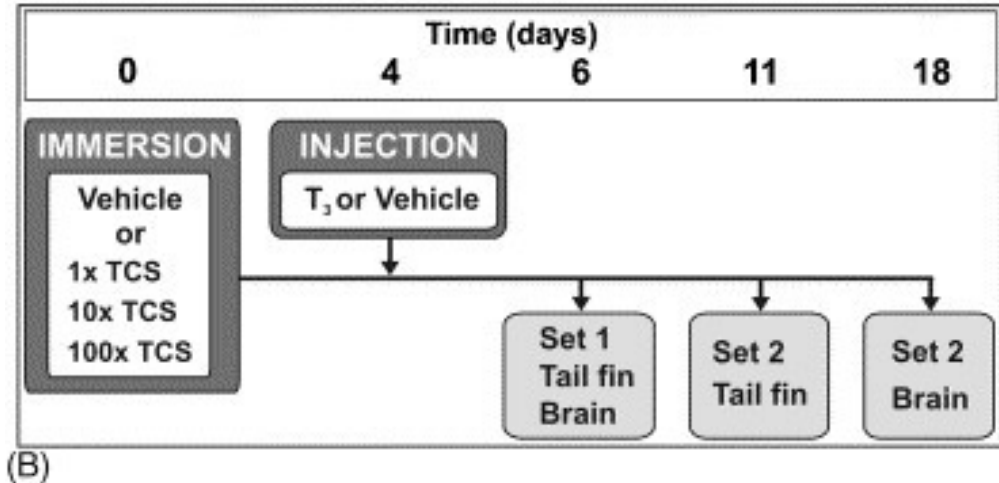 Time (days)
0 4 6 11 18
IMMERSION
Vehicle
or
1x TCS
10x TCS
100x TCS
INJECTION
T₃ or Vehicle
Set 1
Tail fin
Brain
Set 2
Tail fin
Set 2
Brain
(B)